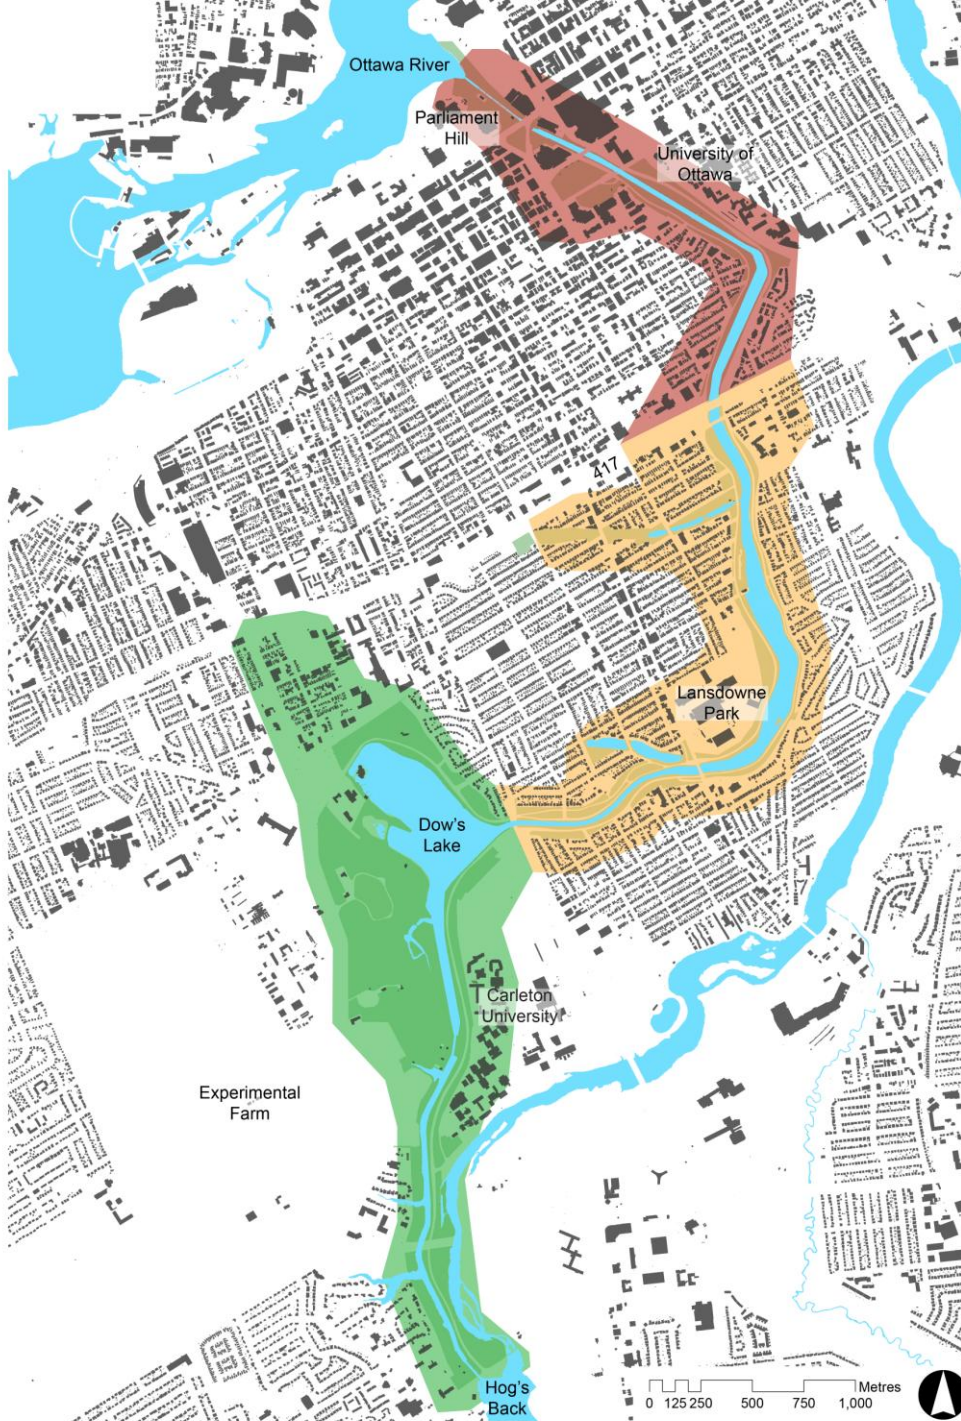 Ottawa River
Parliament
Hill
University of
Ottawa
417
Lansdowne
Park
Dow's
Lake
Carleton
University
Experimental
Farm
Hog's
Back
Metres
0 125 250 500 750 1,000